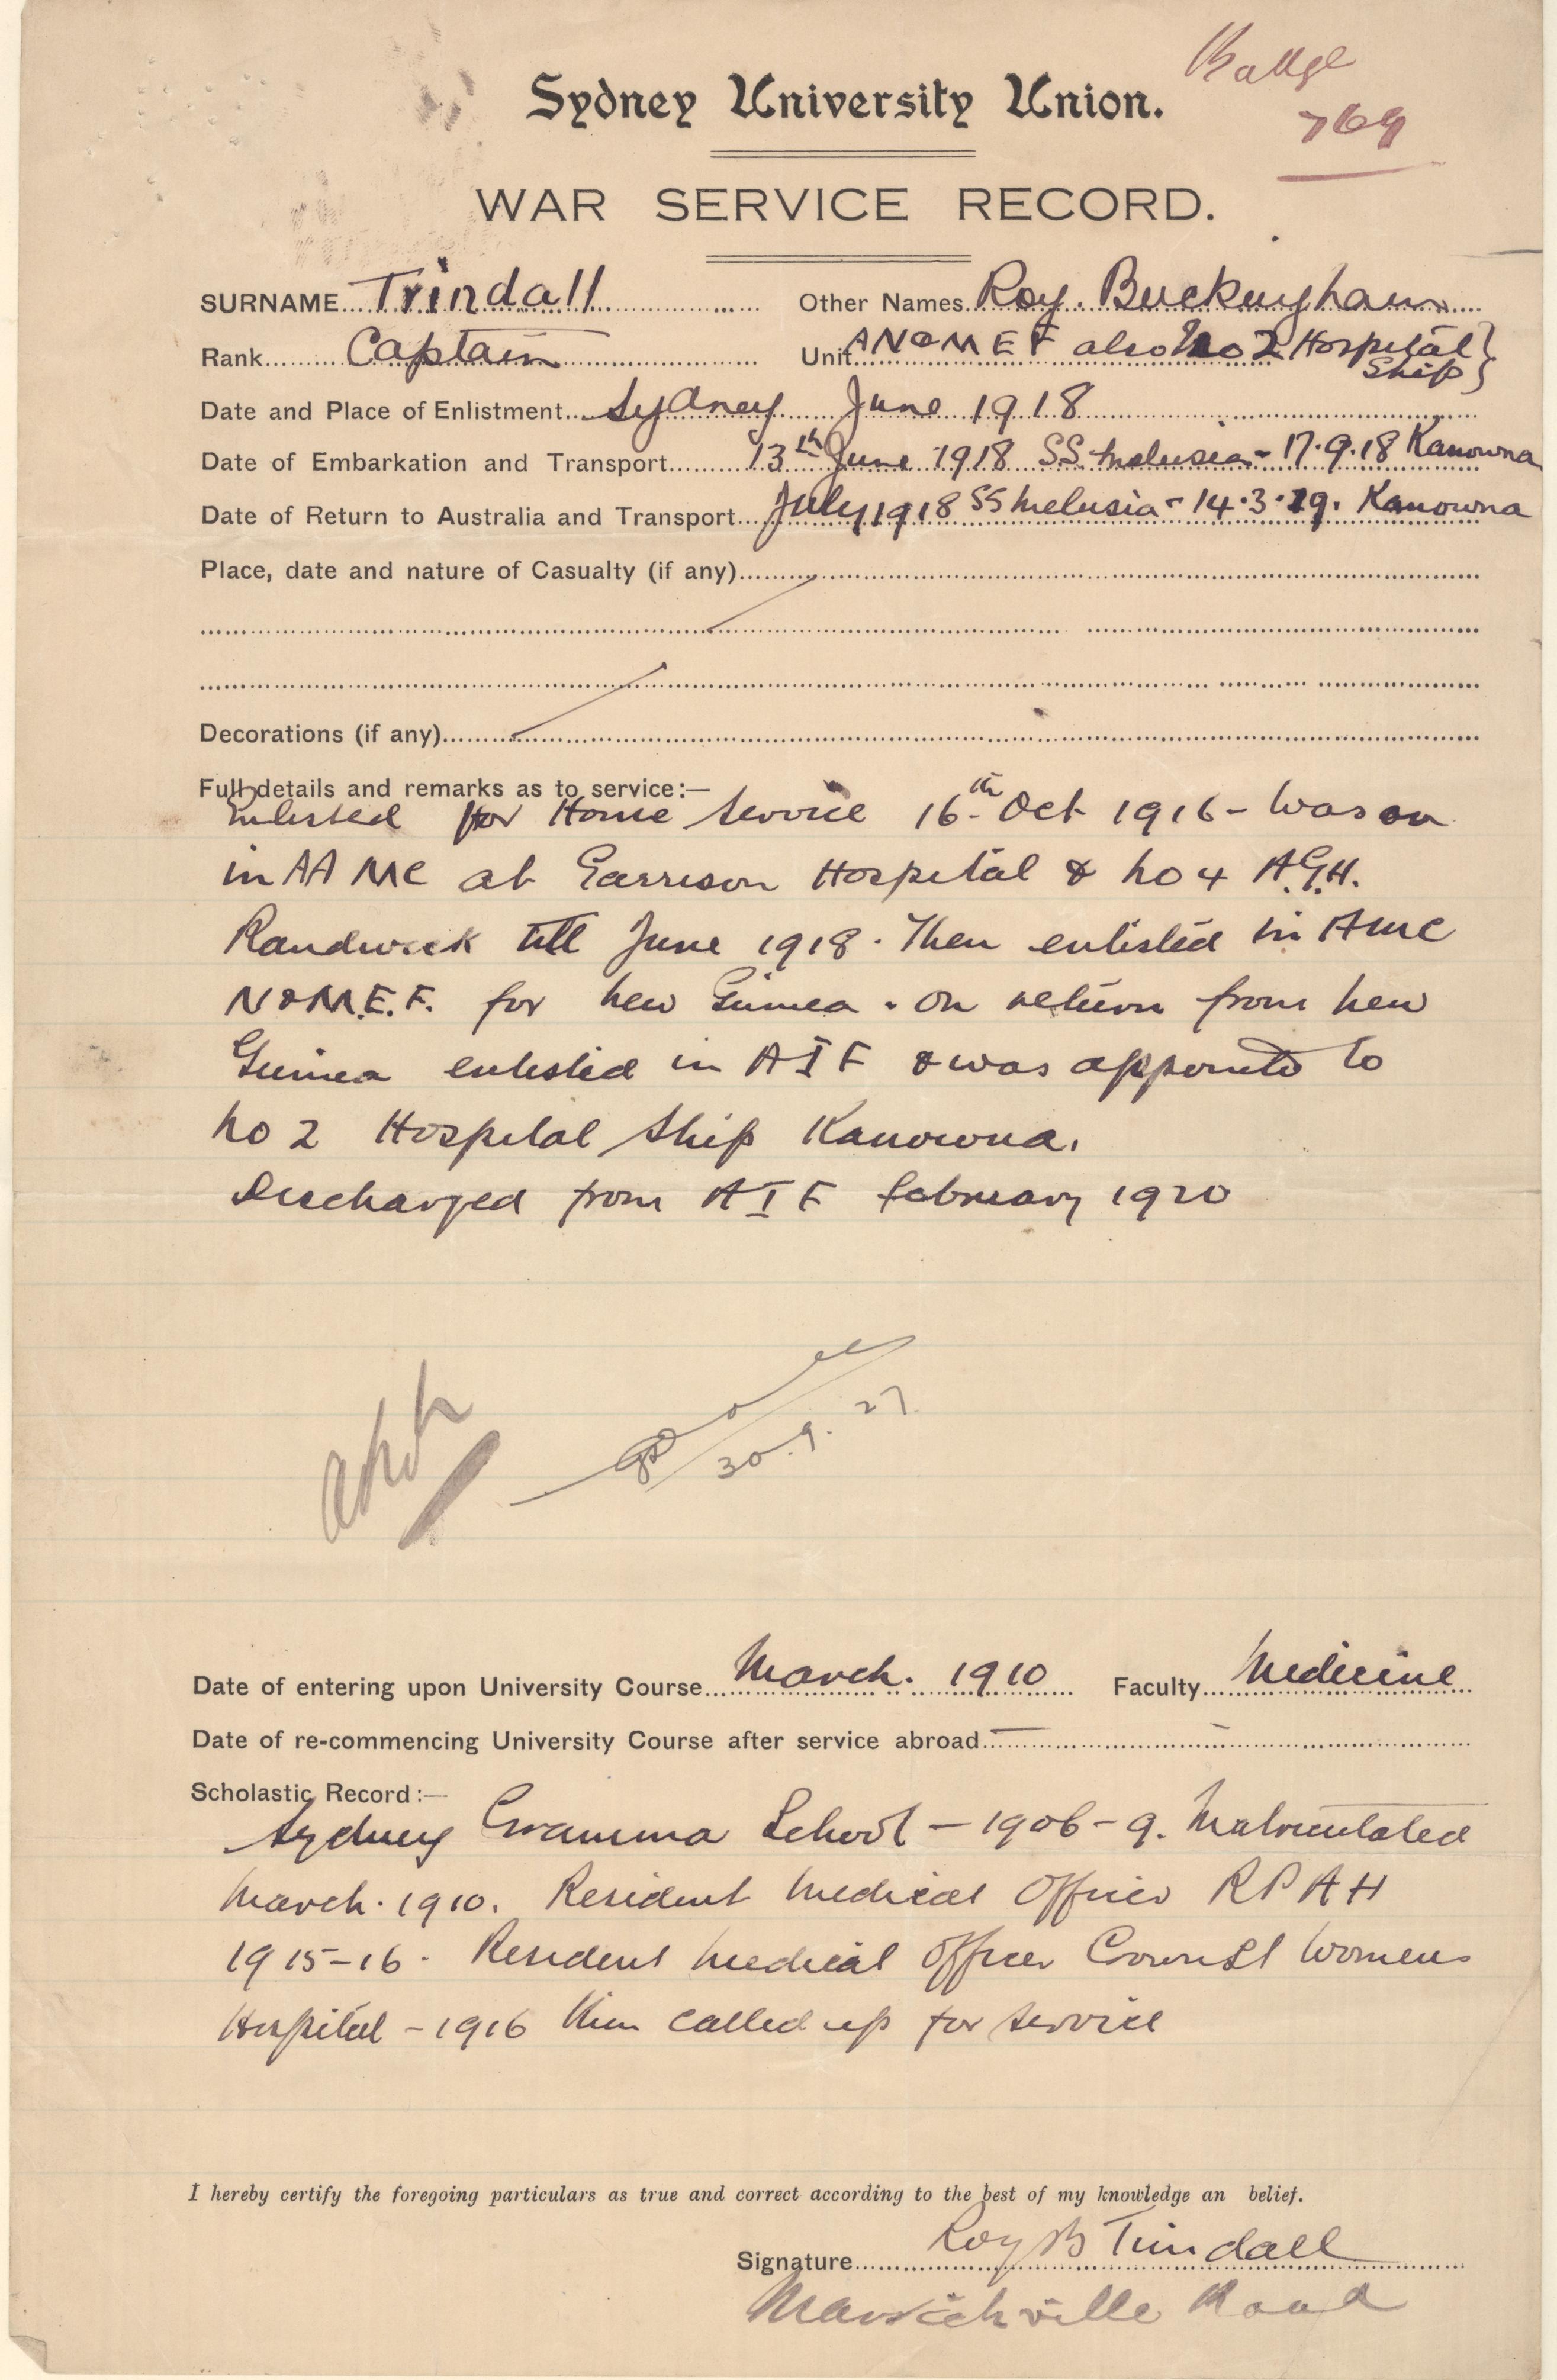 Badge
Sydney University Union.
769
WAR SERVICE RECORD.
SURNAME Trindall Other Names Roy. Buckingham
Rank Captain Unit AN&MEF also No 2 Hospital Ship
Date and Place of Enlistment Sydney June 1918
Date of Embarkation and Transport 13th June 1918 SS Melusia - 17.9.18 Kanowna
Date of Return to Australia and Transport July 1918 SS Melusia - 14.3.19. Kanowna
Place, date and nature of Casualty (if any)
Decorations (if any)
Full details and remarks as to service:—
Enlisted for Home Service 16th Oct 1916 - Was on
in AAMC at Garrison Hospital & No 4 A.G.H.
Randwick till June 1918. Then enlisted in AMC
N&M.E.F. for New Guinea. On return from New
Guinea enlisted in AIF & was appointed to
No 2 Hospital Ship Kanowna.
Discharged from AIF February 1920
30.9.27
Date of entering upon University Course March. 1910 Faculty Medicine
Date of re-commencing University Course after service abroad — —
Scholastic Record:—
Sydney Gramma School - 1906-9. Matriculated
March. 1910. Resident Medical Officer RPAH
1915-16. Resident Medical Officer Crown St Womens
Hospital - 1916 then called up for service
I hereby certify the foregoing particulars as true and correct according to the best of my knowledge an belief.
Signature Roy B Trindall
Marrickville Road